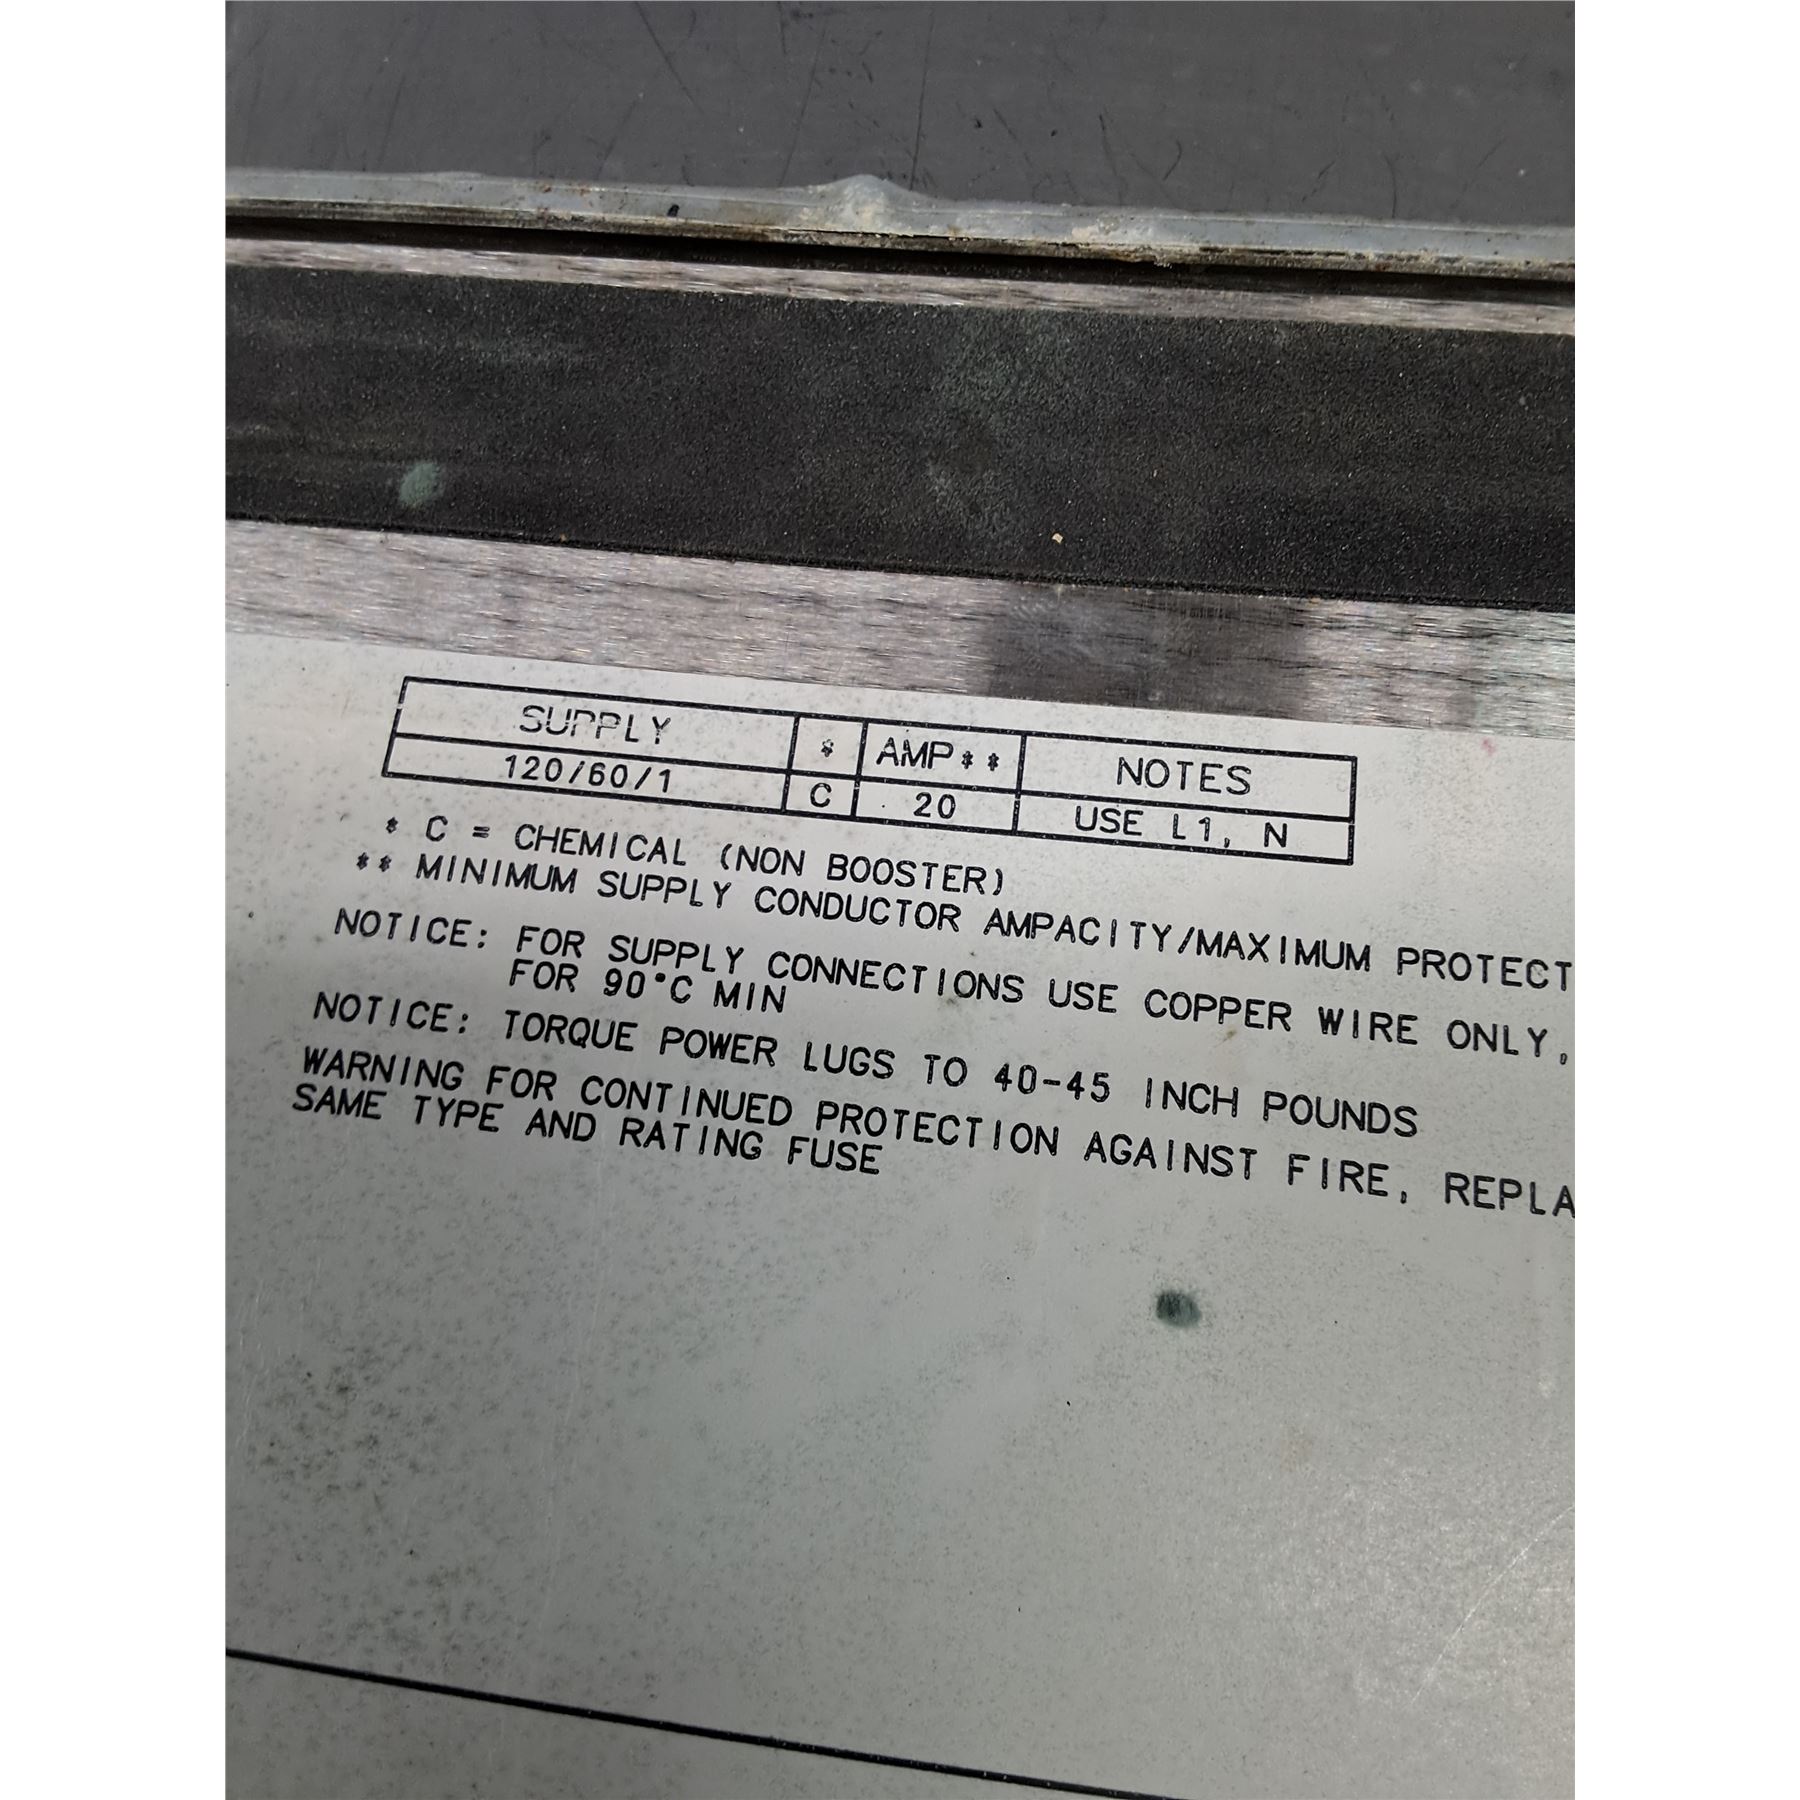 SUPPLY * AMP** NOTES
120/60/1 C 20 USE L1, N
* C = CHEMICAL (NON BOOSTER)
** MINIMUM SUPPLY CONDUCTOR AMPACITY/MAXIMUM PROTECT
NOTICE: FOR SUPPLY CONNECTIONS USE COPPER WIRE ONLY,
FOR 90°C MIN
NOTICE: TORQUE POWER LUGS TO 40-45 INCH POUNDS
WARNING FOR CONTINUED PROTECTION AGAINST FIRE, REPLA
SAME TYPE AND RATING FUSE